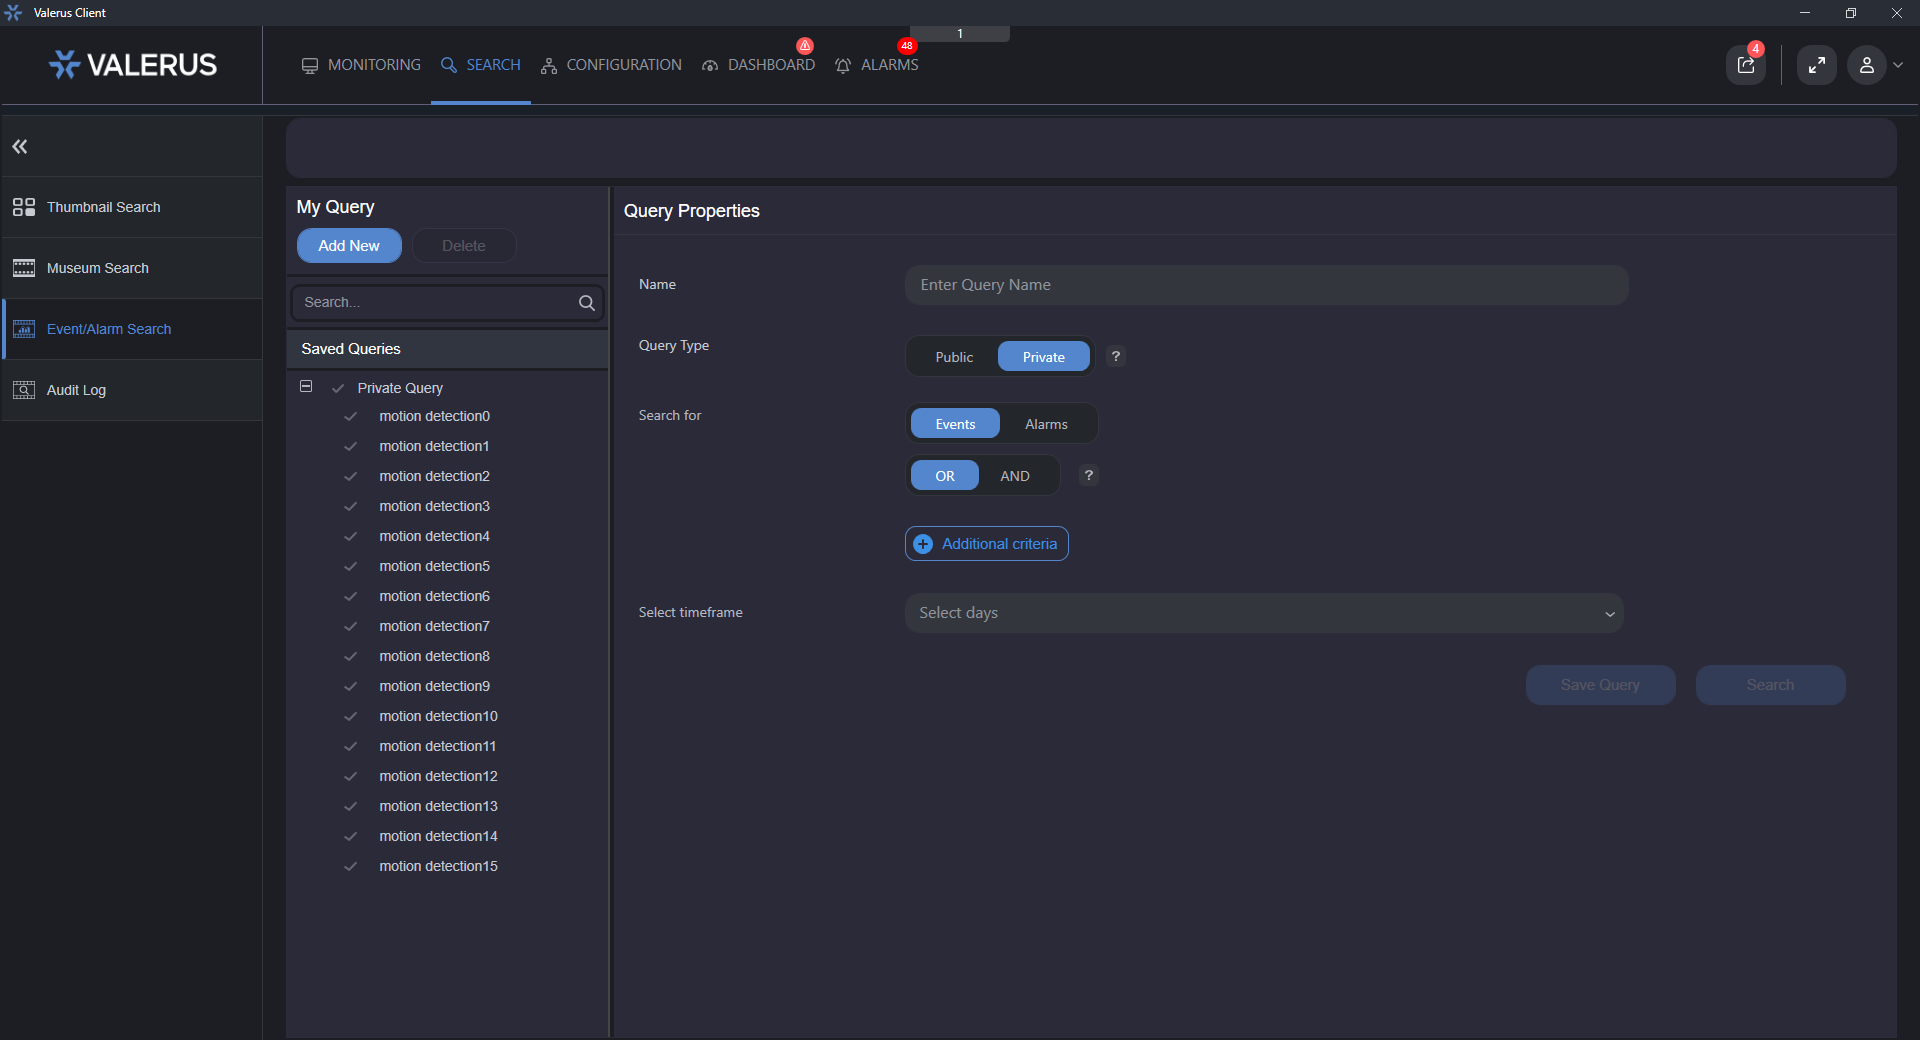 Valerus Client
1
VALERUS
MONITORING
SEARCH
CONFIGURATION
DASHBOARD
48
ALARMS
4
Thumbnail Search
Museum Search
Event/Alarm Search
Audit Log
My Query
Add New
Delete
Search...
Saved Queries
Private Query
motion detection0
motion detection1
motion detection2
motion detection3
motion detection4
motion detection5
motion detection6
motion detection7
motion detection8
motion detection9
motion detection10
motion detection11
motion detection12
motion detection13
motion detection14
motion detection15
Query Properties
Name
Enter Query Name
Query Type
Public
Private
?
Search for
Events
Alarms
OR
AND
?
Additional criteria
Select timeframe
Select days
Save Query
Search